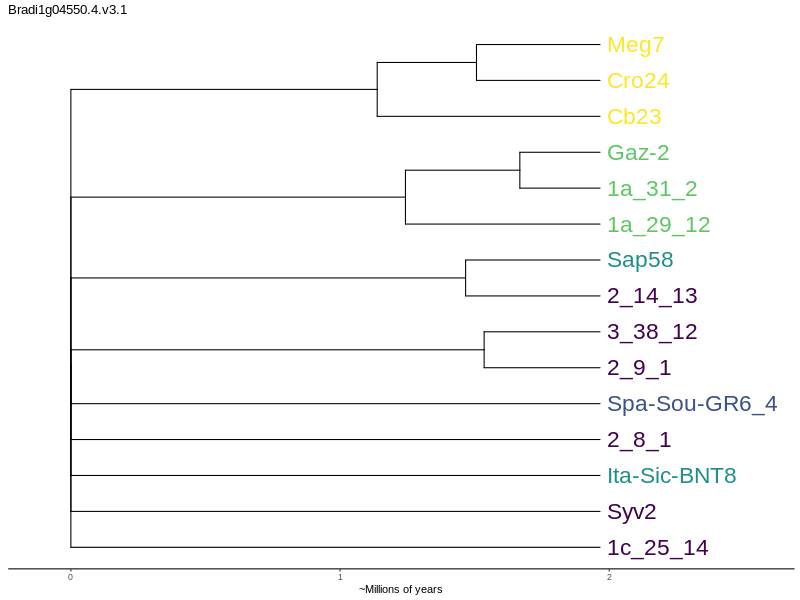 Bradi1g04550.4.v3.1
Meg7
Cro24
Cb23
Gaz-2
1a_31_2
1a_29_12
Sap58
2_14_13
3_38_12
2_9_1
Spa-Sou-GR6_4
2_8_1
Ita-Sic-BNT8
Syv2
1c_25_14
0 1 2
~Millions of years